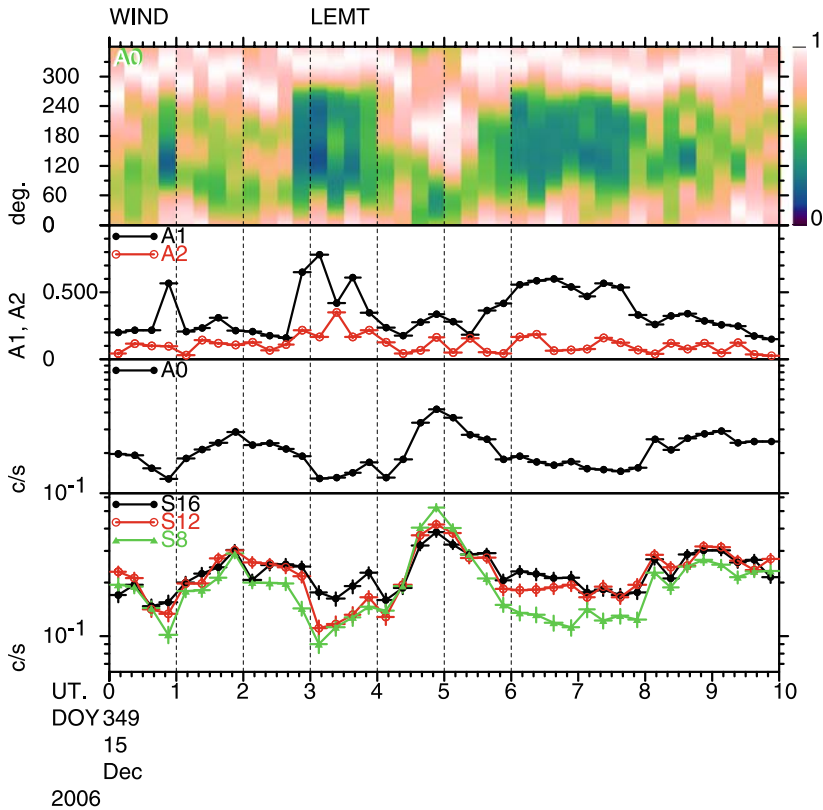 WIND LEMT
A0
1
300
240
180
120
60
0
deg.
0
A1
A2
0.500
0
A1, A2
A0
c/s
10-1
S16
S12
S8
10-1
c/s
UT. 0 1 2 3 4 5 6 7 8 9 10
DOY 349
15
Dec
2006